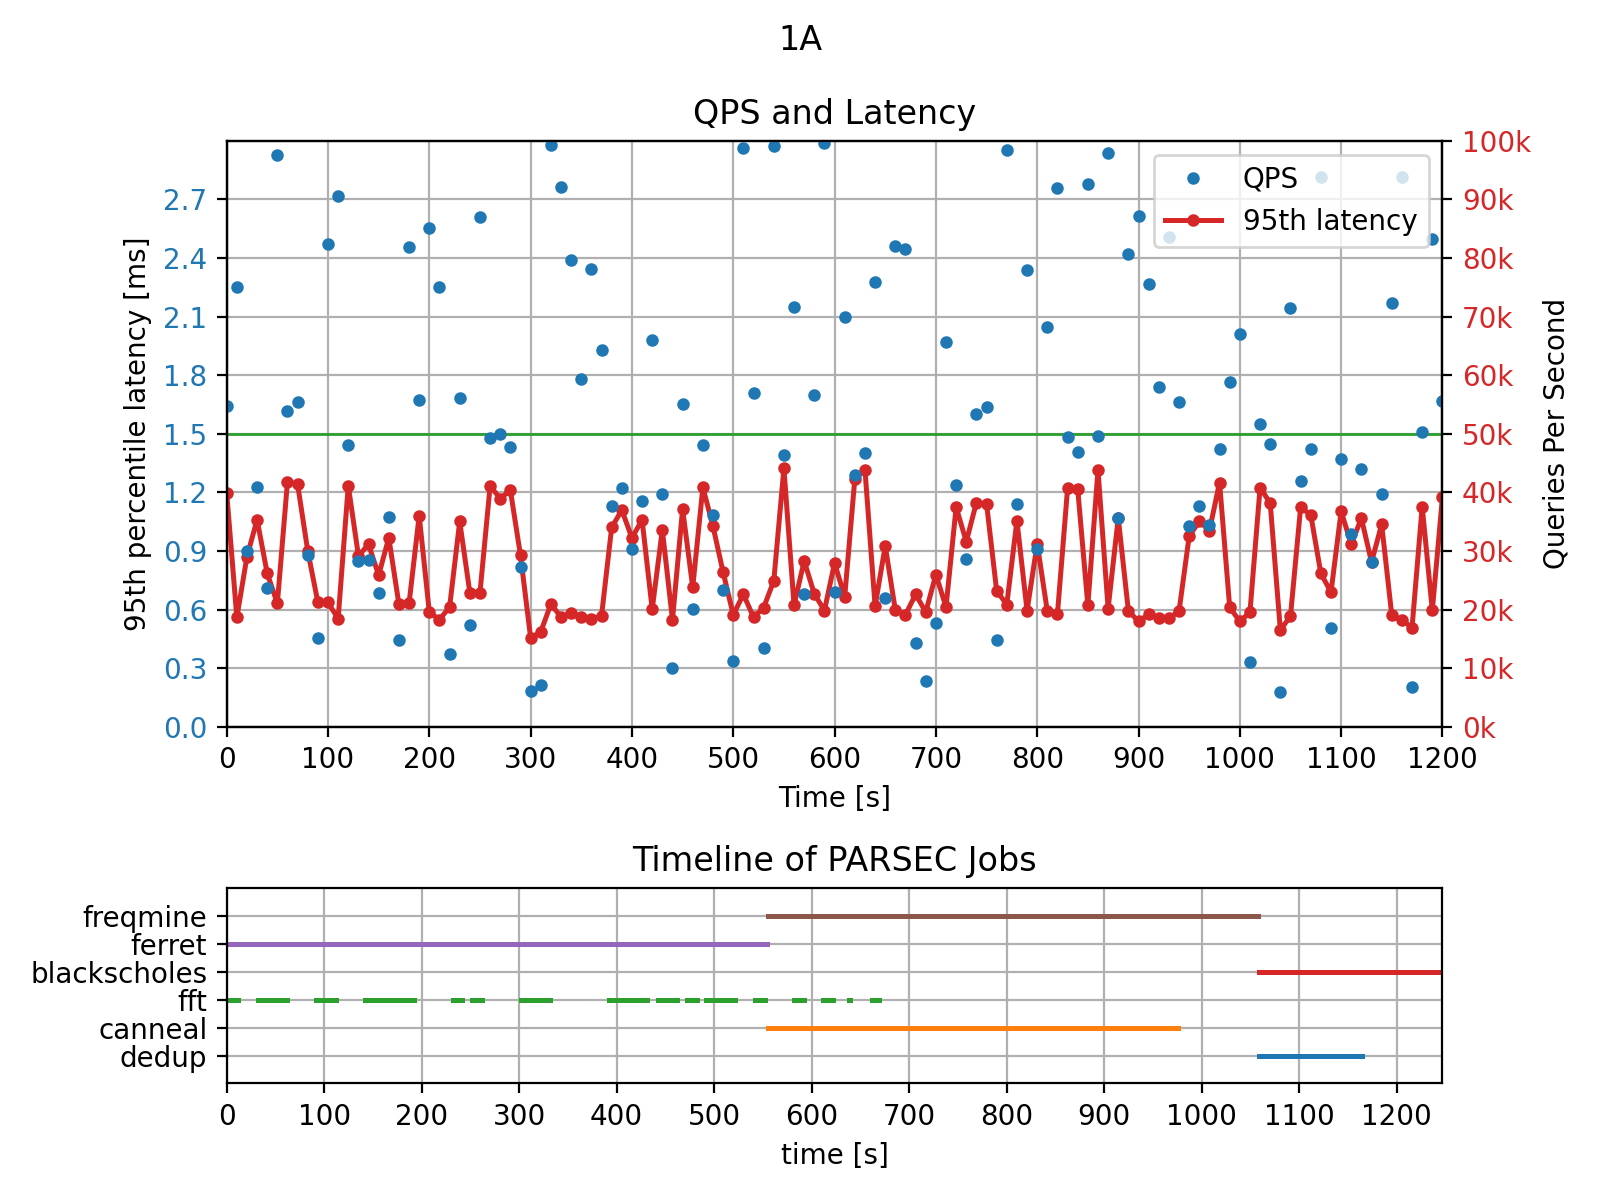 1A
QPS and Latency
95th percentile latency [ms]
2.7
2.4
2.1
1.8
1.5
1.2
0.9
0.6
0.3
0.0
QPS
95th latency
100k
90k
80k
70k
60k
50k
40k
30k
20k
10k
0k
Queries Per Second
0 100 200 300 400 500 600 700 800 900 1000 1100 1200
Time [s]
Timeline of PARSEC Jobs
freqmine
ferret
blackscholes
fft
canneal
dedup
0 100 200 300 400 500 600 700 800 900 1000 1100 1200
time [s]